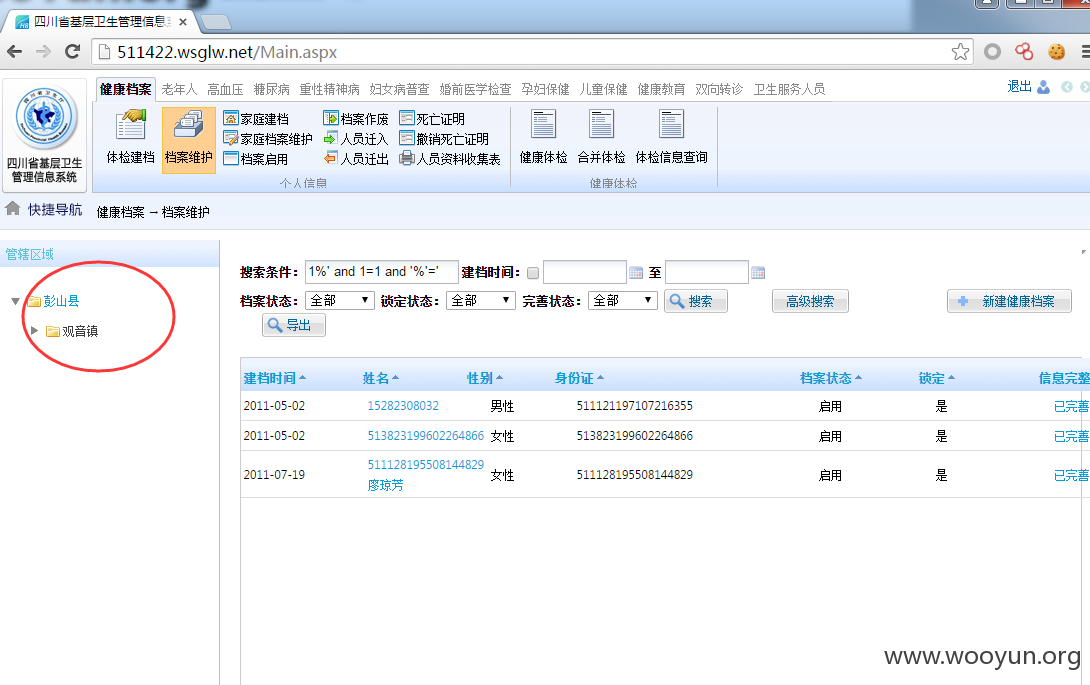 四川省基层卫生管理信息
511422.wsglw.net/Main.aspx
健康档案 老年人 高血压 糖尿病 重性精神病 妇女病普查 婚前医学检查 孕妇保健 儿童保健 健康教育 双向转诊 卫生服务人员
退出
四川省基层卫生
管理信息系统
体检建档 档案维护
家庭建档 档案作废 死亡证明
家庭档案维护 人员迁入 撤销死亡证明
档案启用 人员迁出 人员资料收集表
个人信息
健康体检 合并体检 体检信息查询
健康体检
快捷导航 健康档案 → 档案维护
管辖区域
彭山县
观音镇
搜索条件: 1%' and 1=1 and '%'=' 建档时间: 至
档案状态: 全部 锁定状态: 全部 完善状态: 全部 搜索 高级搜索 新建健康档案
导出
建档时间 姓名 性别 身份证 档案状态 锁定 信息完整
2011-05-02 15282308032 男性 511121197107216355 启用 是 已完善
2011-05-02 513823199602264866 女性 513823199602264866 启用 是 已完善
2011-07-19 511128195508144829 廖琼芳 女性 511128195508144829 启用 是 已完善
www.wooyun.org